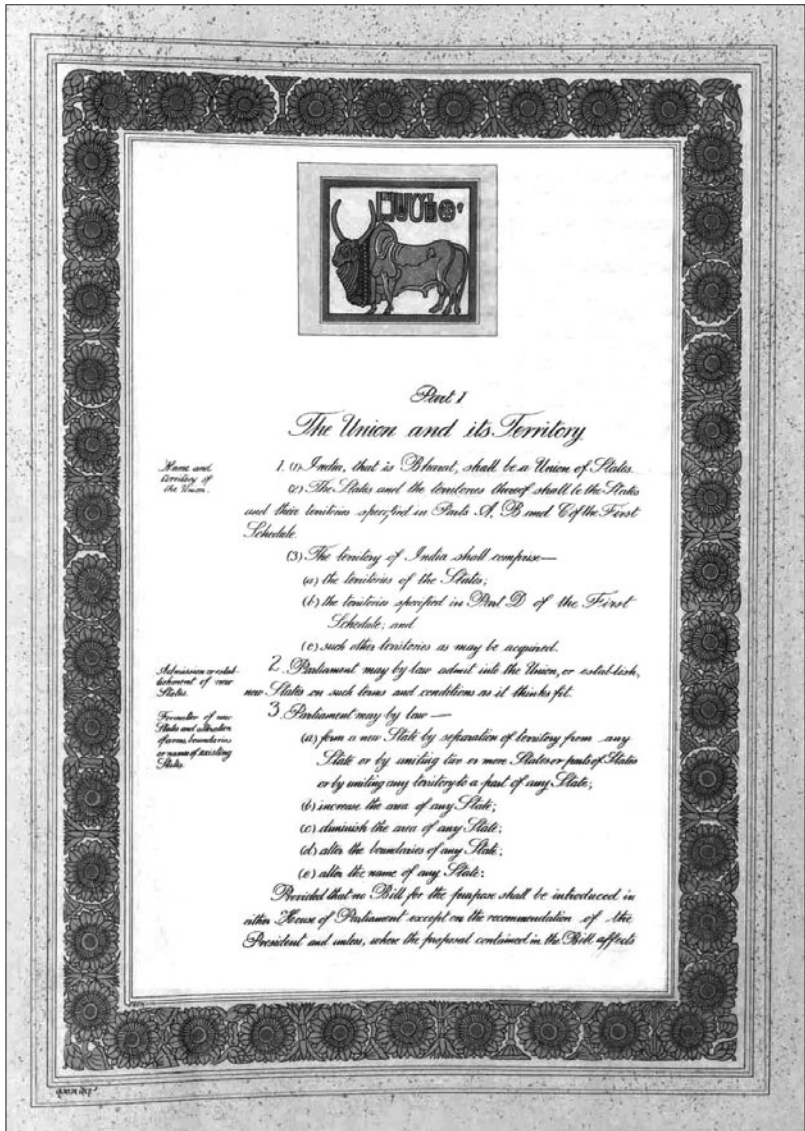 Part I
The Union and its Territory
Name and
territory of
the Union.
1. (1) India, that is Bharat, shall be a Union of States.
(2) The States and the territories thereof shall be the States
and their territories specified in Parts A, B and C of the First
Schedule.
(3) The territory of India shall comprise—
(a) the territories of the States;
(b) the territories specified in Part D of the First
Schedule; and
(c) such other territories as may be acquired.
Admission or estab-
lishment of new
States.
2. Parliament may by law admit into the Union, or establish,
new States on such terms and conditions as it thinks fit.
Formation of new
States and alteration
of areas, boundaries
or names of existing
States.
3. Parliament may by law—
(a) form a new State by separation of territory from any
State or by uniting two or more States or parts of States
or by uniting any territory to a part of any State;
(b) increase the area of any State;
(c) diminish the area of any State;
(d) alter the boundaries of any State;
(e) alter the name of any State:
Provided that no Bill for the purpose shall be introduced in
either House of Parliament except on the recommendation of the
President and unless, where the proposal contained in the Bill affects